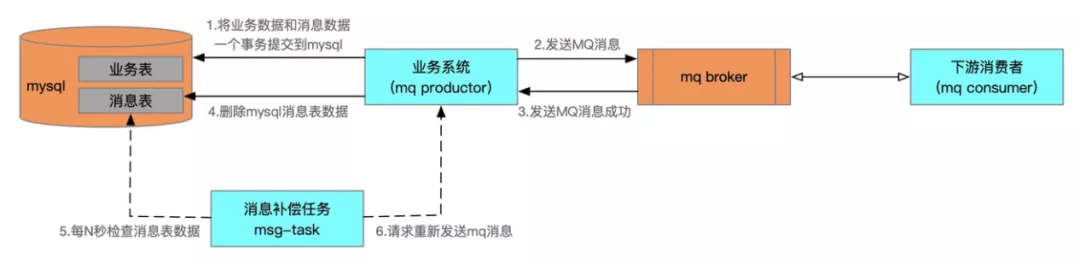 1.将业务数据和消息数据
一个事务提交到mysql
2.发送MQ消息
业务表
mysql
消息表
业务系统
（mq productor）
mq broker
下游消费者
（mq consumer）
4.删除mysql消息表数据
3.发送MQ消息成功
消息补偿任务
msg-task
5.每N秒检查消息表数据
6.请求重新发送mq消息